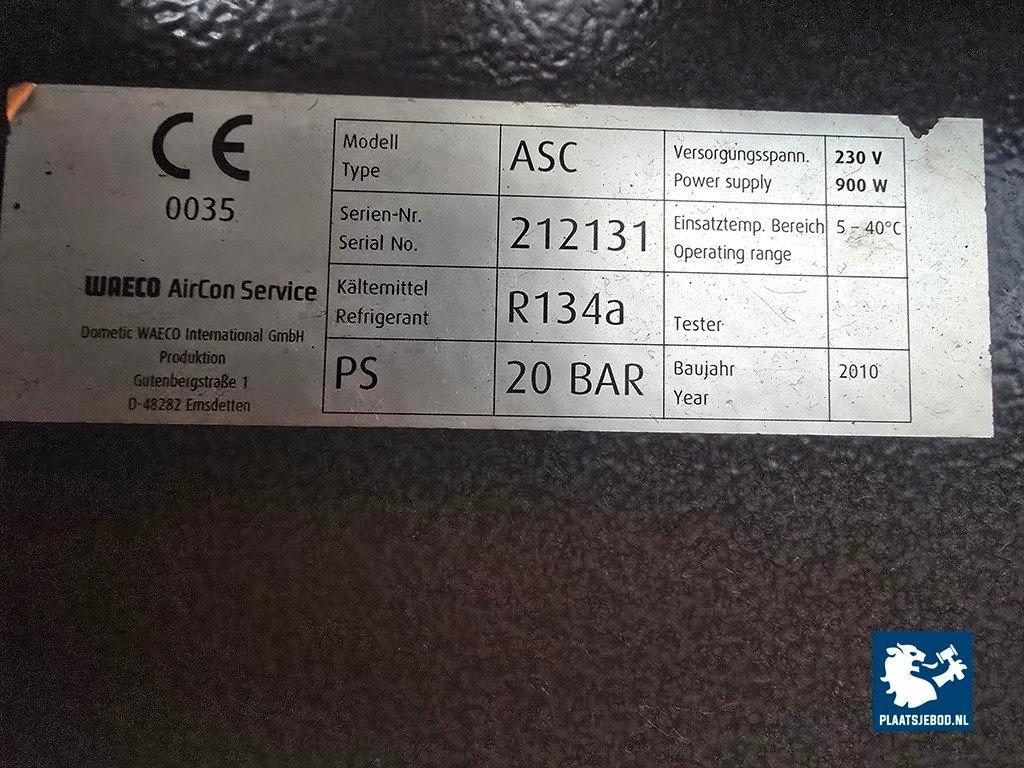 CE
0035
WAECO AirCon Service
Dometic WAECO International GmbH
Produktion
Gutenbergstraße 1
D-48282 Emsdetten
Modell
Type
ASC
Versorgungsspann.
Power supply
230 V
900 W
Serien-Nr.
Serial No.
212131
Einsatztemp. Bereich
Operating range
5 - 40°C
Kältemittel
Refrigerant
R134a
Tester
PS
20 BAR
Baujahr
Year
2010
PLAATSJEBOD.NL